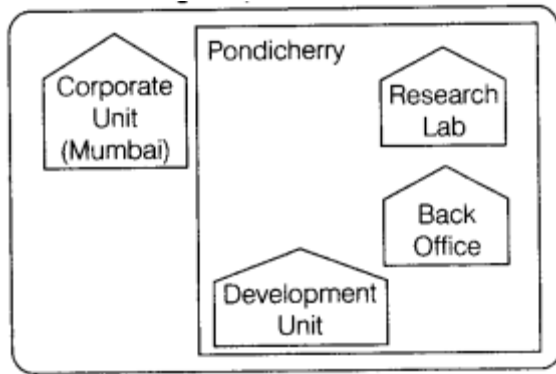 Pondicherry
Corporate
Unit
(Mumbai)
Research
Lab
Back
Office
Development
Unit